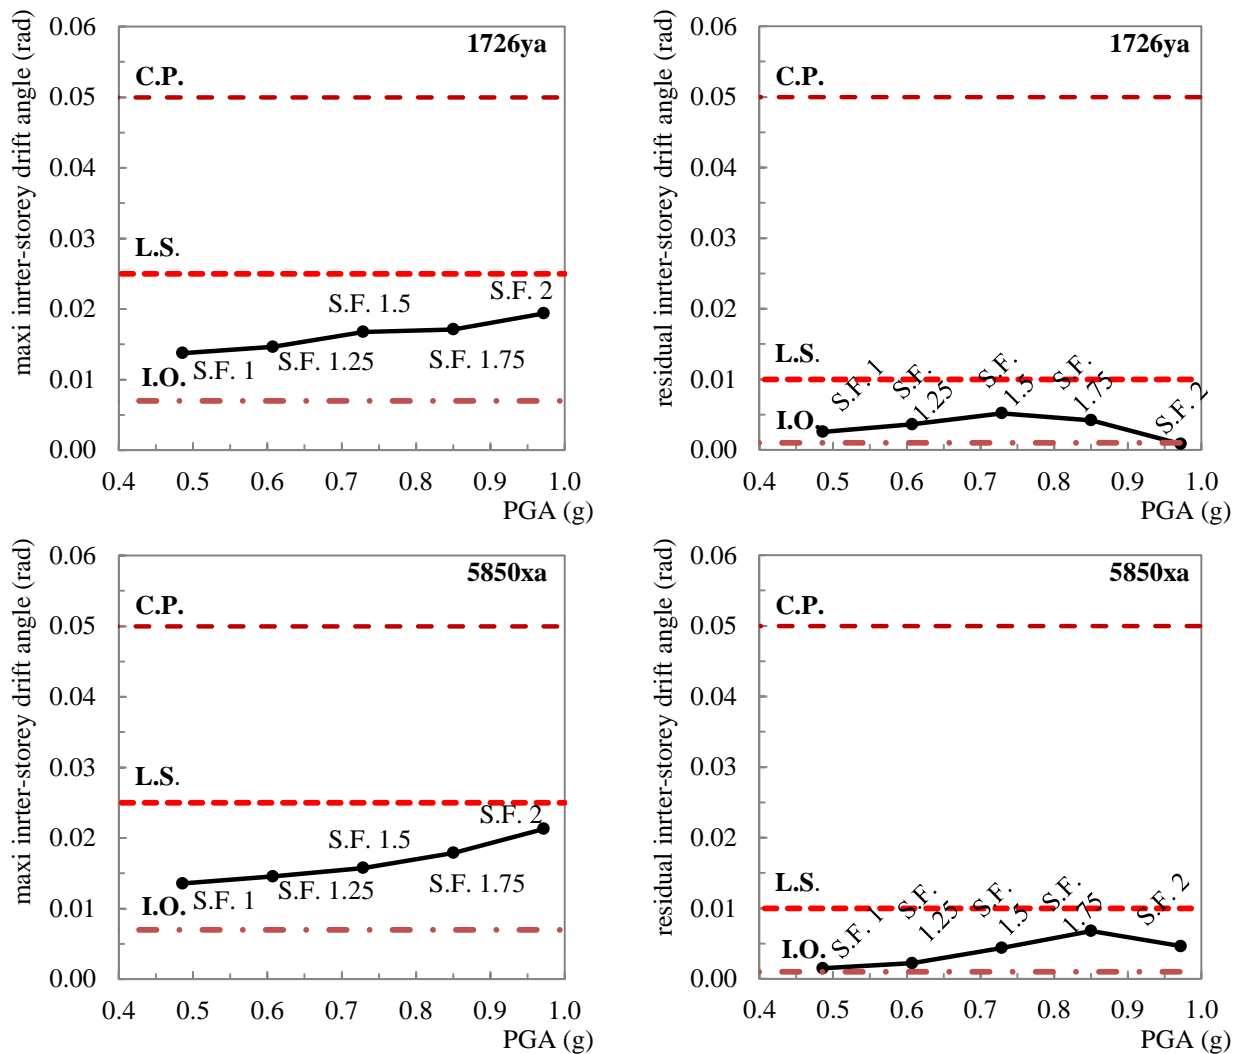 maxi inrter-storey drift angle (rad)
0.06
0.05
0.04
0.03
0.02
0.01
0.00
1726ya
C.P.
L.S.
I.O.
S.F. 1
S.F. 1.25
S.F. 1.5
S.F. 1.75
S.F. 2
0.4 0.5 0.6 0.7 0.8 0.9 1.0
PGA (g)
residual inrter-storey drift angle (rad)
0.06
0.05
0.04
0.03
0.02
0.01
0.00
1726ya
C.P.
L.S.
I.O.
S.F. 1
S.F.
1.25
S.F.
1.5
S.F.
1.75
S.F. 2
0.4 0.5 0.6 0.7 0.8 0.9 1.0
PGA (g)
maxi inrter-storey drift angle (rad)
0.06
0.05
0.04
0.03
0.02
0.01
0.00
5850xa
C.P.
L.S.
I.O.
S.F. 1
S.F. 1.25
S.F. 1.5
S.F. 1.75
S.F. 2
0.4 0.5 0.6 0.7 0.8 0.9 1.0
PGA (g)
residual inrter-storey drift angle (rad)
0.06
0.05
0.04
0.03
0.02
0.01
0.00
5850xa
C.P.
L.S.
I.O.
S.F. 1
S.F.
1.25
S.F.
1.5
S.F.
1.75
S.F. 2
0.4 0.5 0.6 0.7 0.8 0.9 1.0
PGA (g)